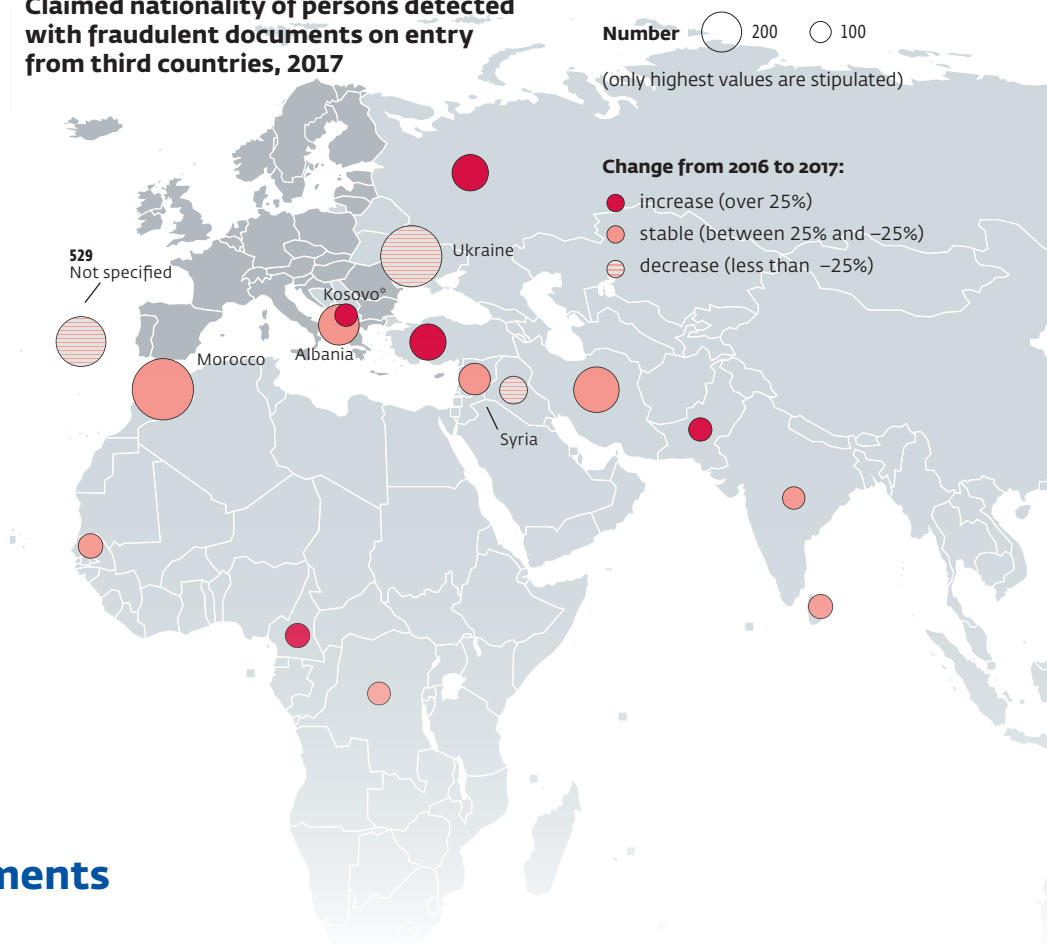 Claimed nationality of persons detected
with fraudulent documents on entry
from third countries, 2017
Number 200 100
(only highest values are stipulated)
Change from 2016 to 2017:
increase (over 25%)
stable (between 25% and –25%)
decrease (less than –25%)
529
Not specified
Ukraine
Kosovo*
Albania
Morocco
Syria
ments